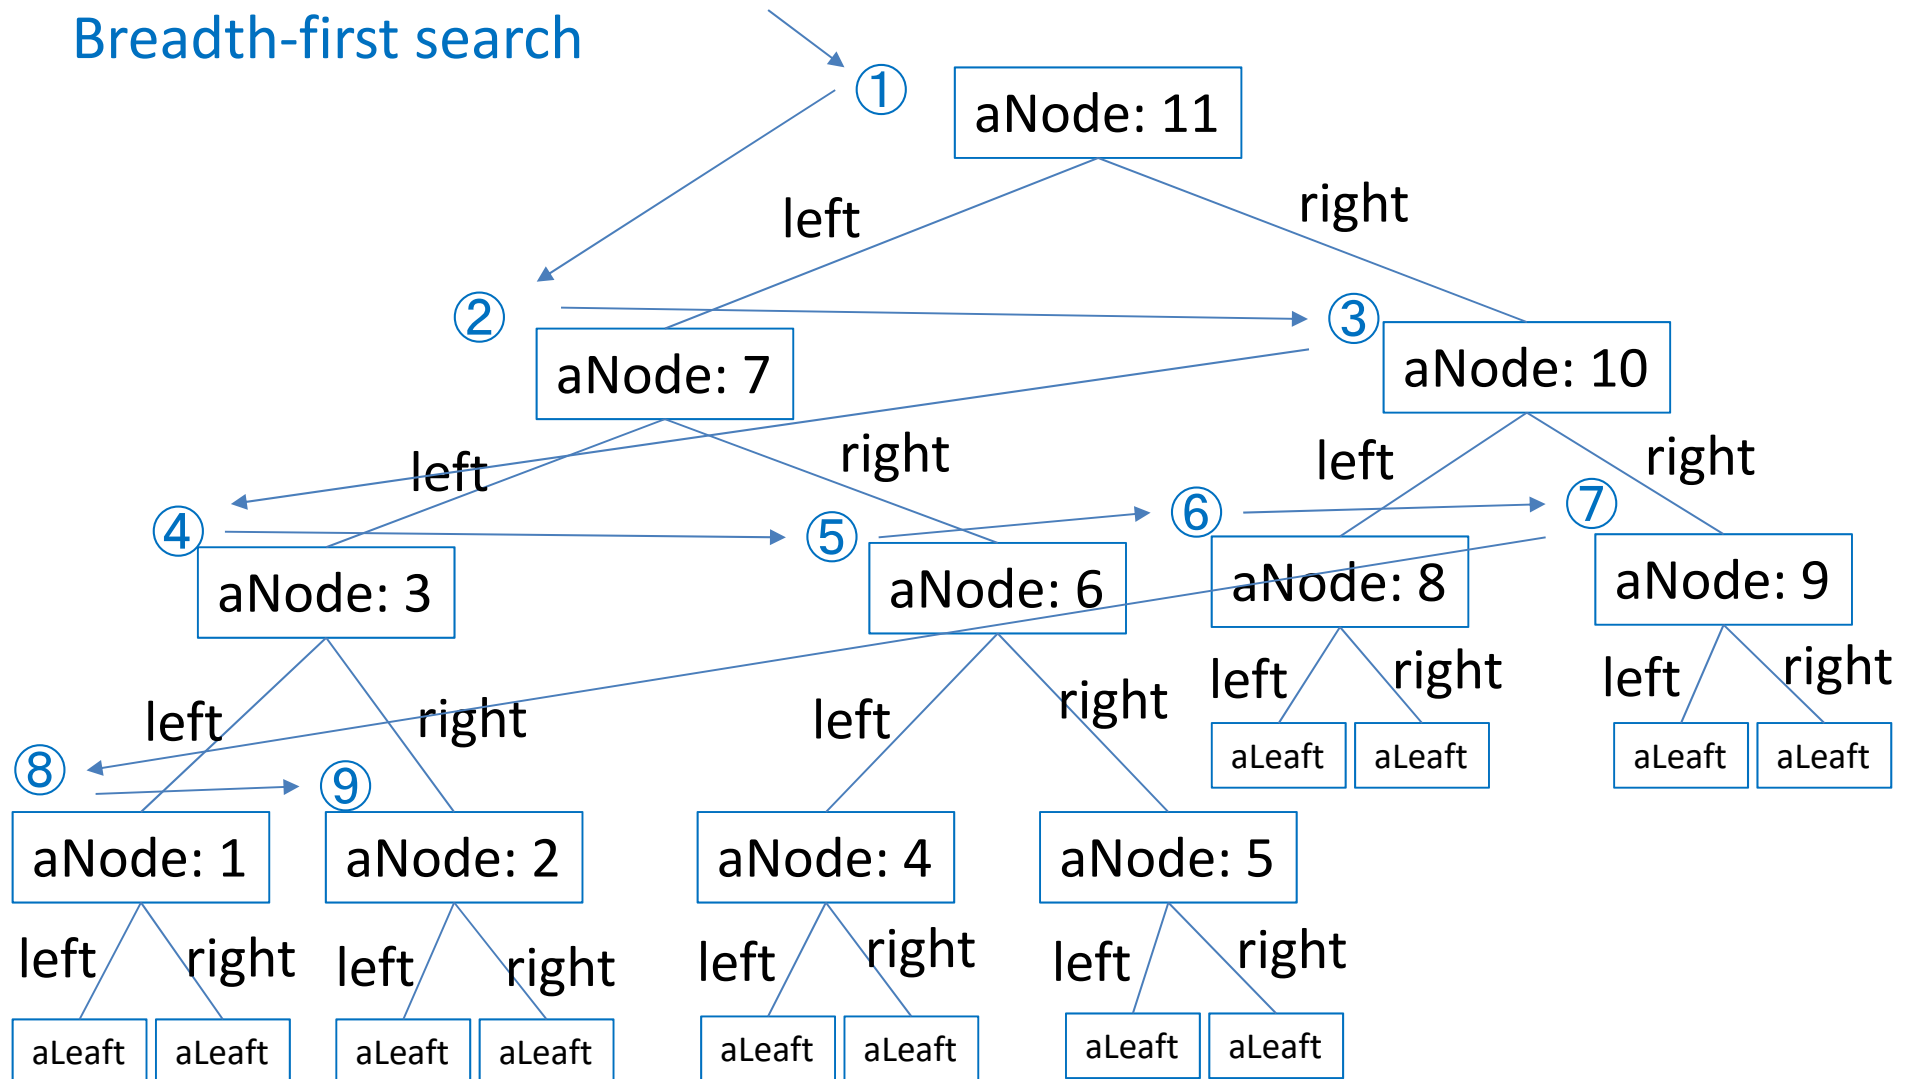 Breadth-first search
①
aNode: 11
left
right
②
③
aNode: 7
aNode: 10
left
right
left
right
④
⑤
⑥
⑦
aNode: 3
aNode: 6
aNode: 8
aNode: 9
left
right
left
right
left
right
left
right
aLeaft
aLeaft
aLeaft
aLeaft
⑧
⑨
aNode: 1
aNode: 2
aNode: 4
aNode: 5
left
right
left
right
left
right
left
right
aLeaft
aLeaft
aLeaft
aLeaft
aLeaft
aLeaft
aLeaft
aLeaft